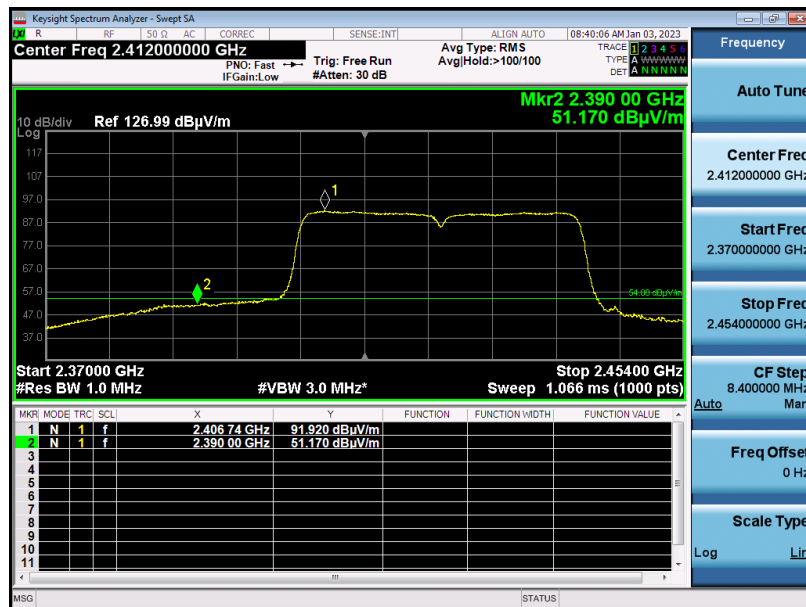 Keysight Spectrum Analyzer - Swept SA
LXI R RF 50 Ω AC CORREC SENSE:INT ALIGN AUTO 08:40:06 AM Jan 03, 2023
Center Freq 2.412000000 GHz
PNO: Fast
IFGain:Low
Trig: Free Run
#Atten: 30 dB
Avg Type: RMS
Avg|Hold:>100/100
TRACE 1 2 3 4 5 6
TYPE A WWWWW
DET A N N N N N
Mkr2 2.390 00 GHz
51.170 dBμV/m
10 dB/div Ref 126.99 dBμV/m
Log
117
107
97.0
87.0
77.0
67.0
57.0
47.0
37.0
1
2
54.00 dBμV/m
Start 2.37000 GHz Stop 2.45400 GHz
#Res BW 1.0 MHz #VBW 3.0 MHz* Sweep 1.066 ms (1000 pts)
MKR MODE TRC SCL X Y FUNCTION FUNCTION WIDTH FUNCTION VALUE
1 N 1 f 2.406 74 GHz 91.920 dBμV/m
2 N 1 f 2.390 00 GHz 51.170 dBμV/m
3
4
5
6
7
8
9
10
11
MSG STATUS
Frequency
Auto Tune
Center Freq
2.412000000 GHz
Start Freq
2.370000000 GHz
Stop Freq
2.454000000 GHz
CF Step
8.400000 MHz
Auto Man
Freq Offset
0 Hz
Scale Type
Log Lin